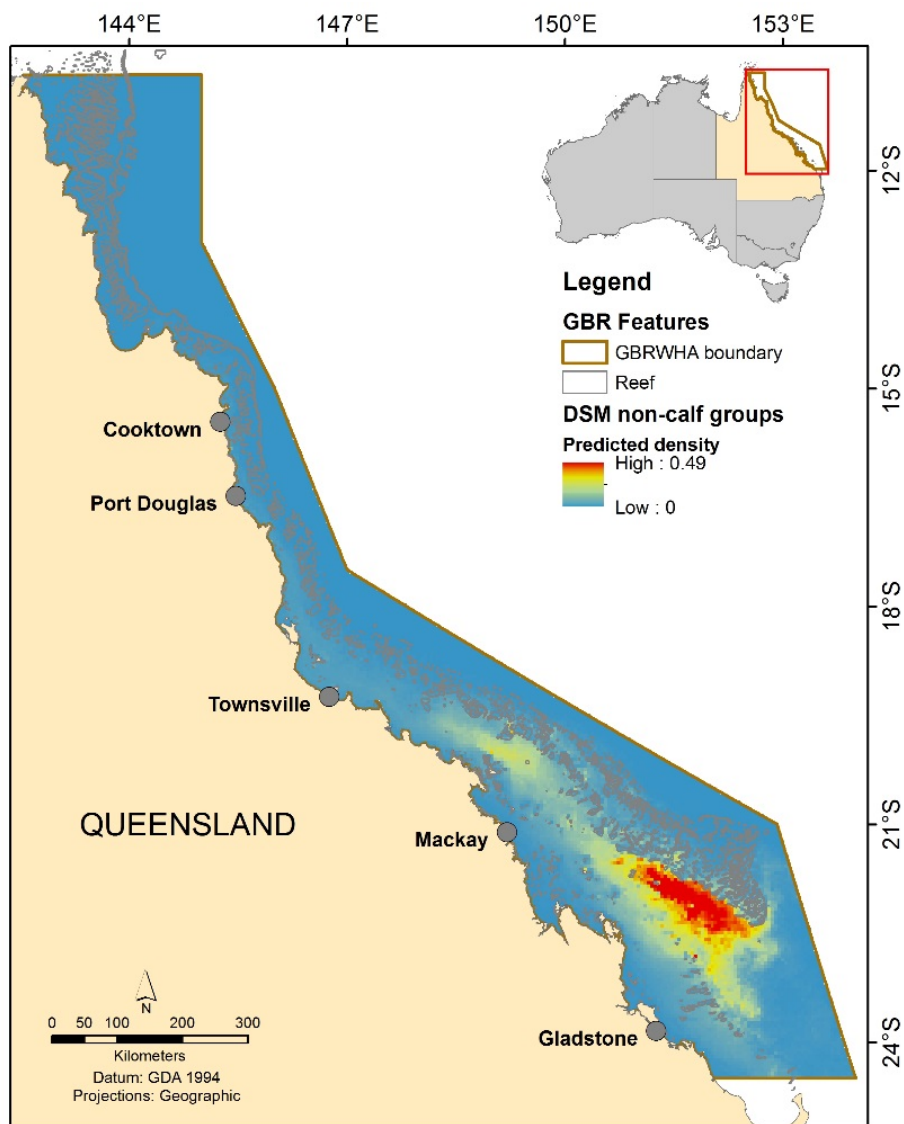 144°E
147°E
150°E
153°E
12°S
15°S
18°S
21°S
24°S
Legend
GBR Features
GBRWHA boundary
Reef
DSM non-calf groups
Predicted density
High : 0.49
Low : 0
Cooktown
Port Douglas
Townsville
QUEENSLAND
Mackay
Gladstone
N
0 50 100 200 300
Kilometers
Datum: GDA 1994
Projections: Geographic